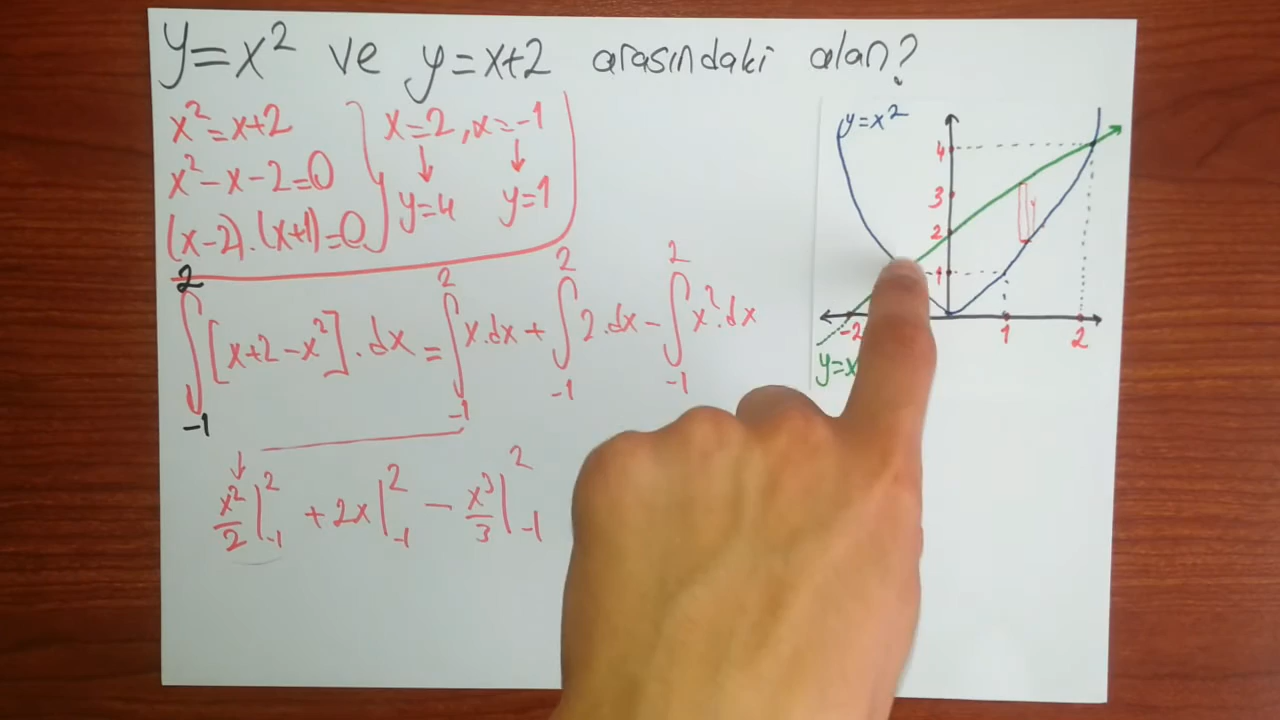 y=x² ve y=x+2 arasındaki alan?
x²=x+2
x²-x-2=0
(x-2).(x+1)=0
x=2, x=-1
↓ ↓
y=4 y=1
∫₋₁² [x+2-x²].dx = ∫₋₁² x.dx + ∫₋₁² 2.dx - ∫₋₁² x².dx
↓
x²/2|₋₁² + 2x|₋₁² - x³/3|₋₁²
y=x²
4
3
2
1
-2 1 2